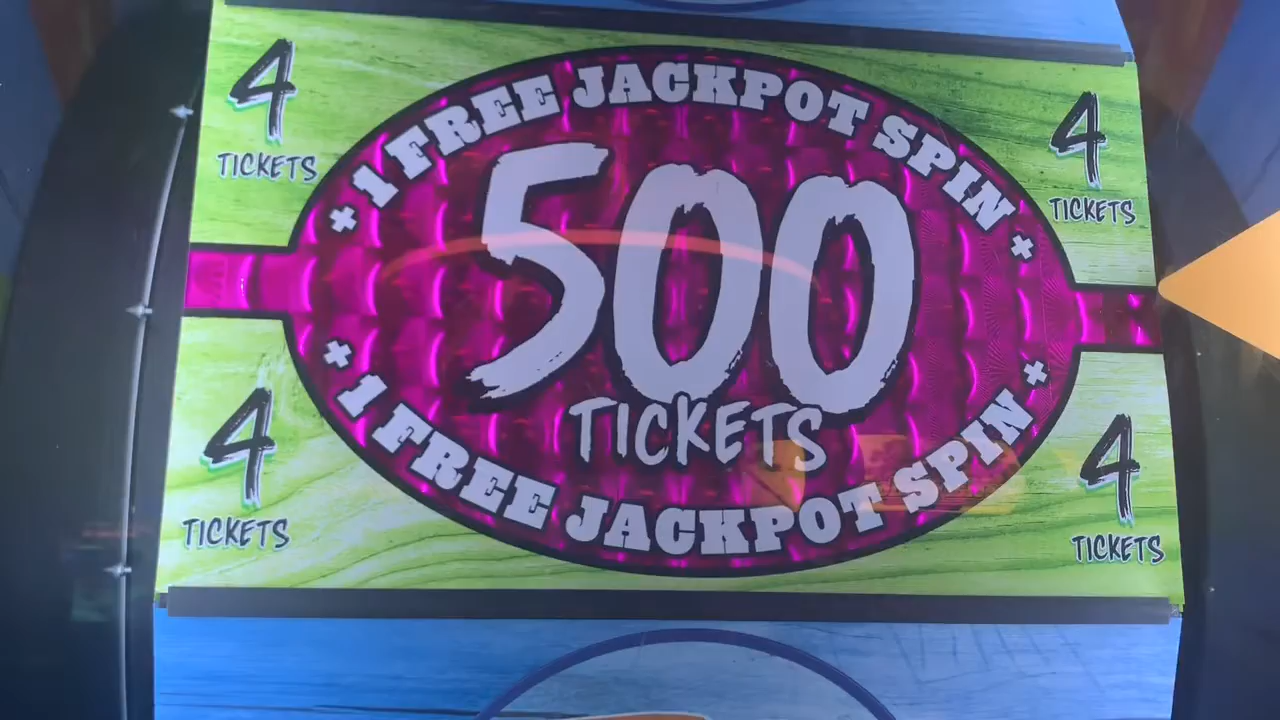 4 TICKETS
+ 1 FREE JACKPOT SPIN +
4 TICKETS
500
TICKETS
4 TICKETS
+ 1 FREE JACKPOT SPIN +
4 TICKETS